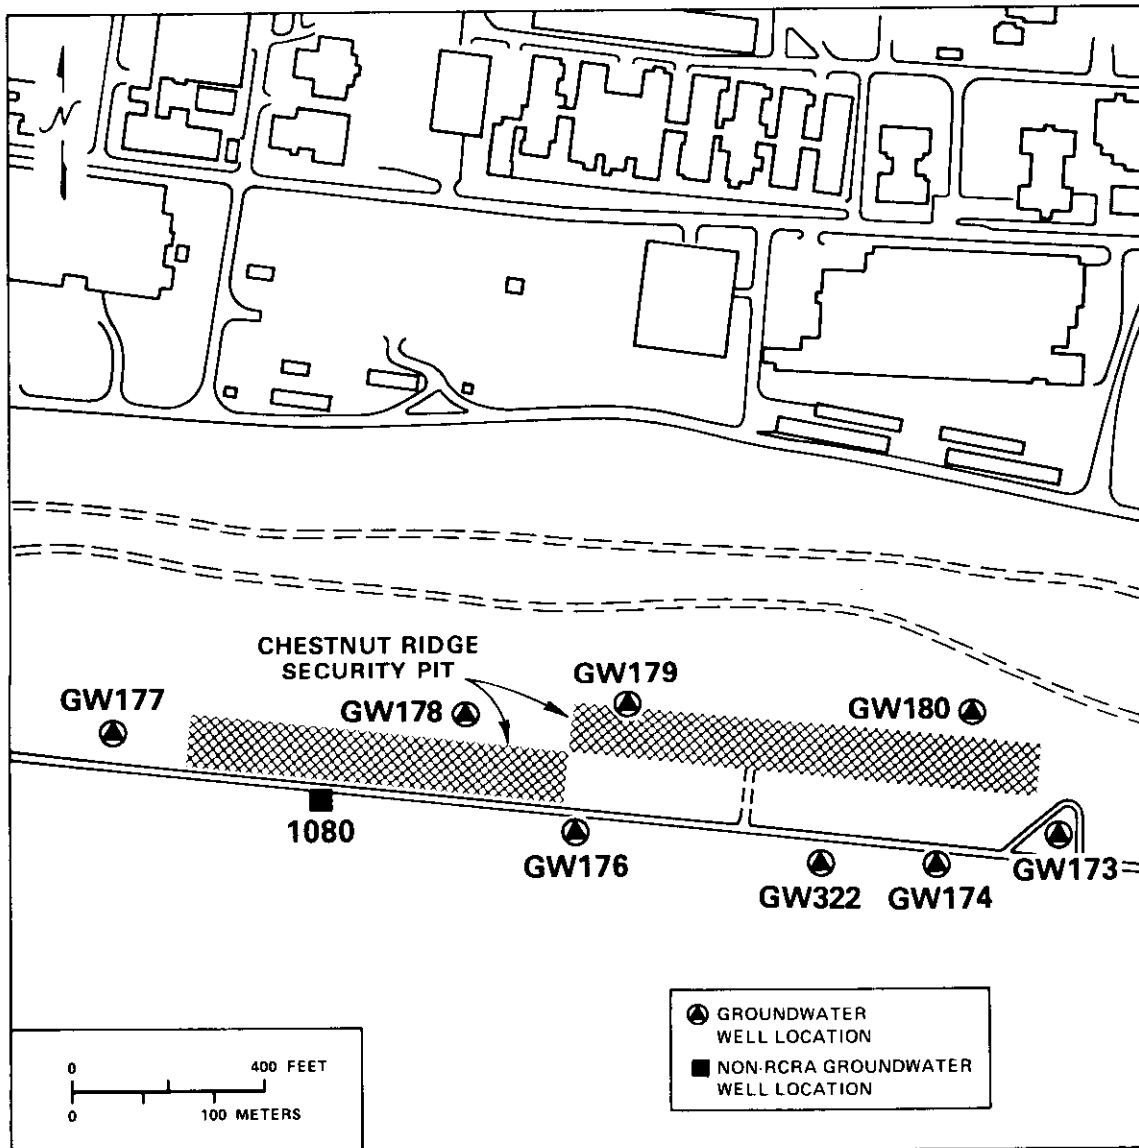 N
CHESTNUT RIDGE
SECURITY PIT
GW177
GW178
GW179
GW180
1080
GW176
GW322
GW174
GW173
GROUNDWATER
WELL LOCATION
NON-RCRA GROUNDWATER
WELL LOCATION
0 400 FEET
0 100 METERS